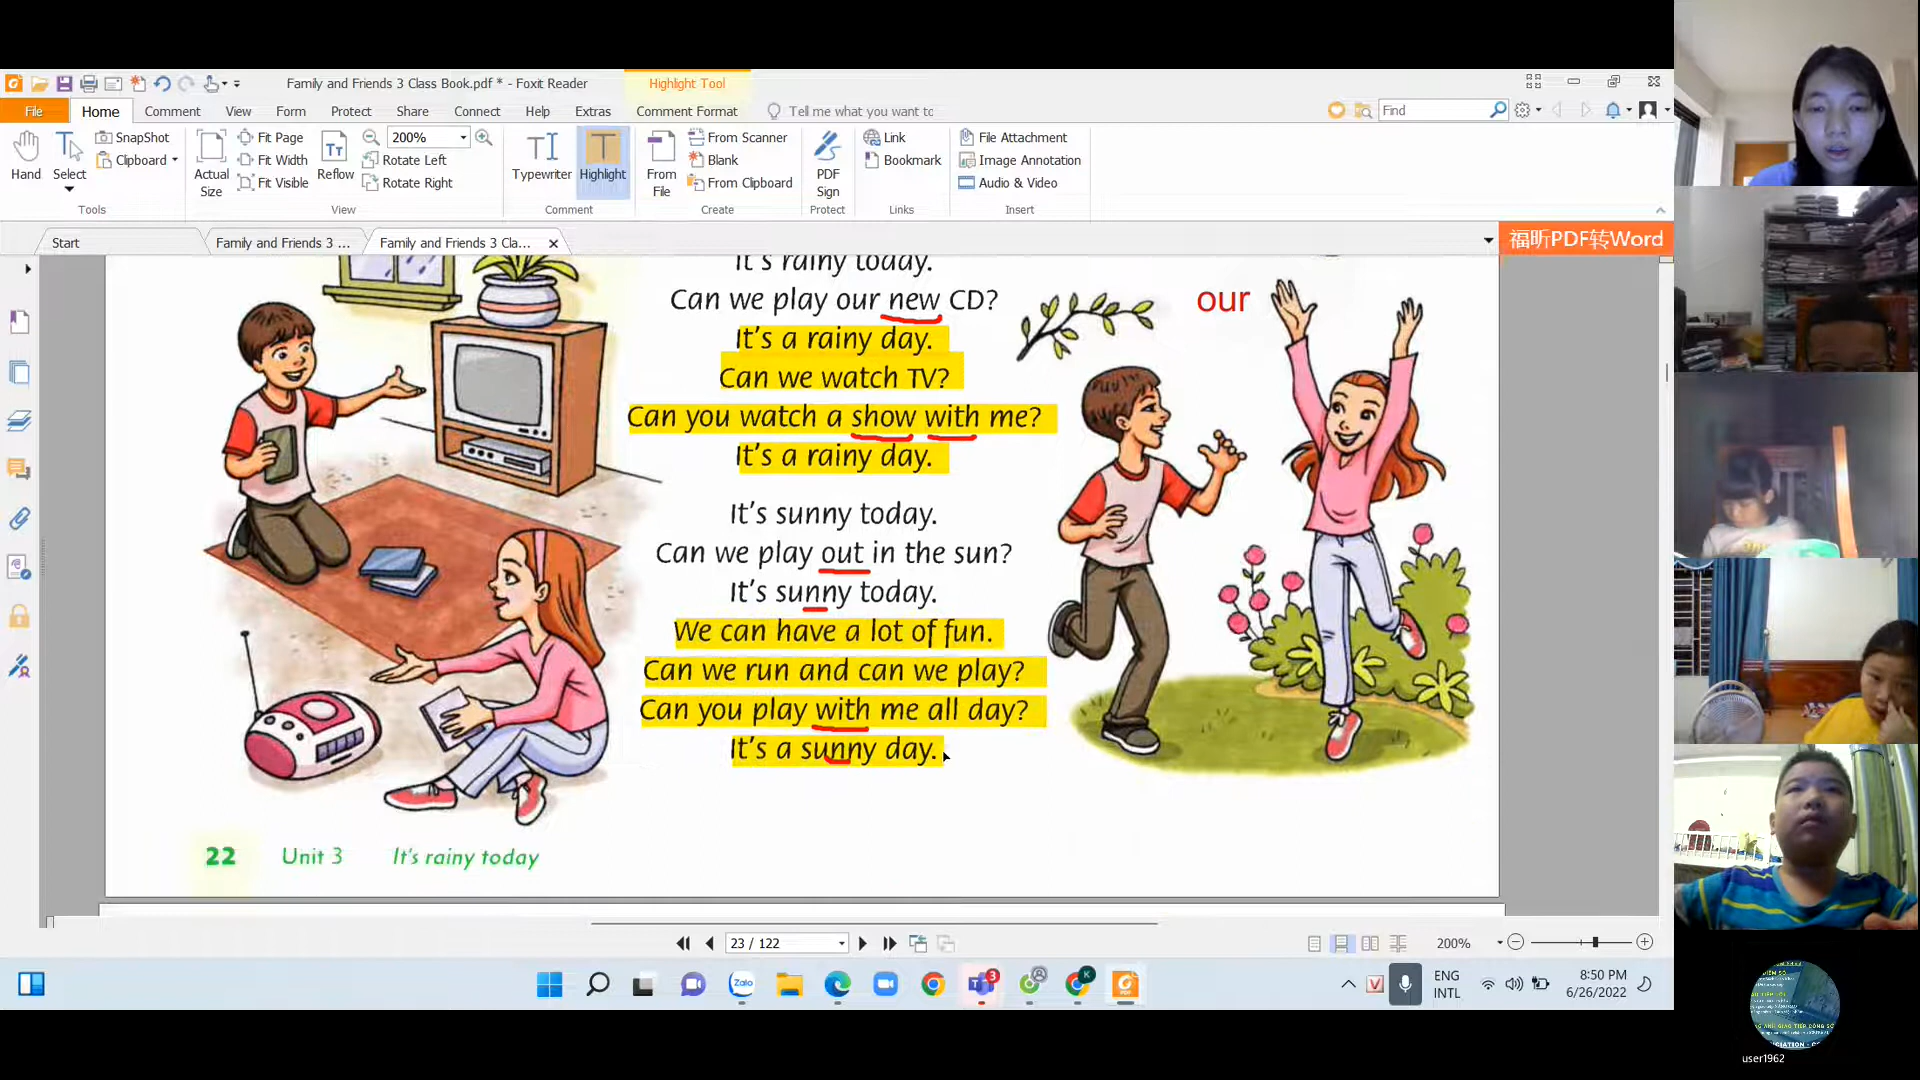 Family and Friends 3 Class Book.pdf * - Foxit Reader
Highlight Tool
File Home Comment View Form Protect Share Connect Help Extras Comment Format Tell me what you want to
Find
Hand
Select
SnapShot
Clipboard
Tools
Actual Size
Fit Page
Fit Width
Fit Visible
Reflow
200%
Rotate Left
Rotate Right
View
Typewriter
Highlight
Comment
From File
From Scanner
Blank
From Clipboard
Create
PDF Sign
Protect
Link
Bookmark
Links
File Attachment
Image Annotation
Audio & Video
Insert
Start
Family and Friends 3 ...
Family and Friends 3 Cla...
福昕PDF转Word
It's rainy today.
Can we play our new CD?
our
It's a rainy day.
Can we watch TV?
Can you watch a show with me?
It's a rainy day.
It's sunny today.
Can we play out in the sun?
It's sunny today.
We can have a lot of fun.
Can we run and can we play?
Can you play with me all day?
It's a sunny day.
22 Unit 3 It's rainy today
23 / 122
200%
Zalo
3
K
ENG
INTL
8:50 PM
6/26/2022
user1962